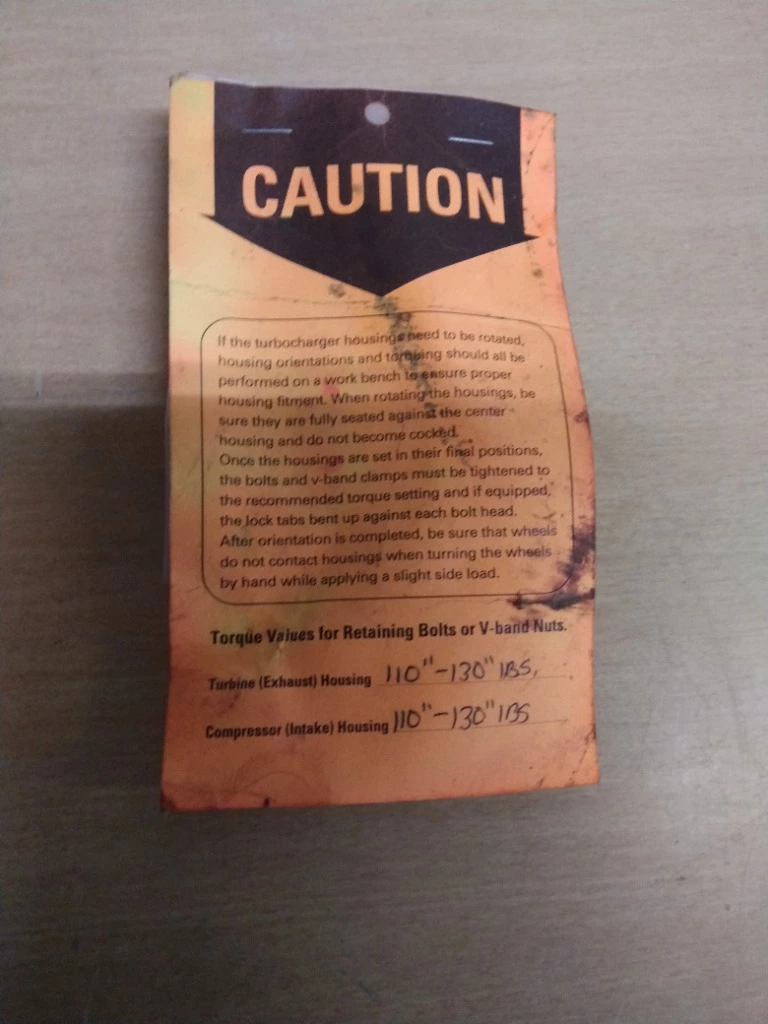 CAUTION
If the turbocharger housings need to be rotated,
housing orientations and torquing should all be
performed on a work bench to ensure proper
housing fitment. When rotating the housings, be
sure they are fully seated against the center
housing and do not become cocked.
Once the housings are set in their final positions,
the bolts and v-band clamps must be tightened to
the recommended torque setting and if equipped,
the lock tabs bent up against each bolt head.
After orientation is completed, be sure that wheels
do not contact housings when turning the wheels
by hand while applying a slight side load.
Torque Values for Retaining Bolts or V-band Nuts.
Turbine (Exhaust) Housing 110"-130" lBS.
Compressor (Intake) Housing 110"-130" lBS